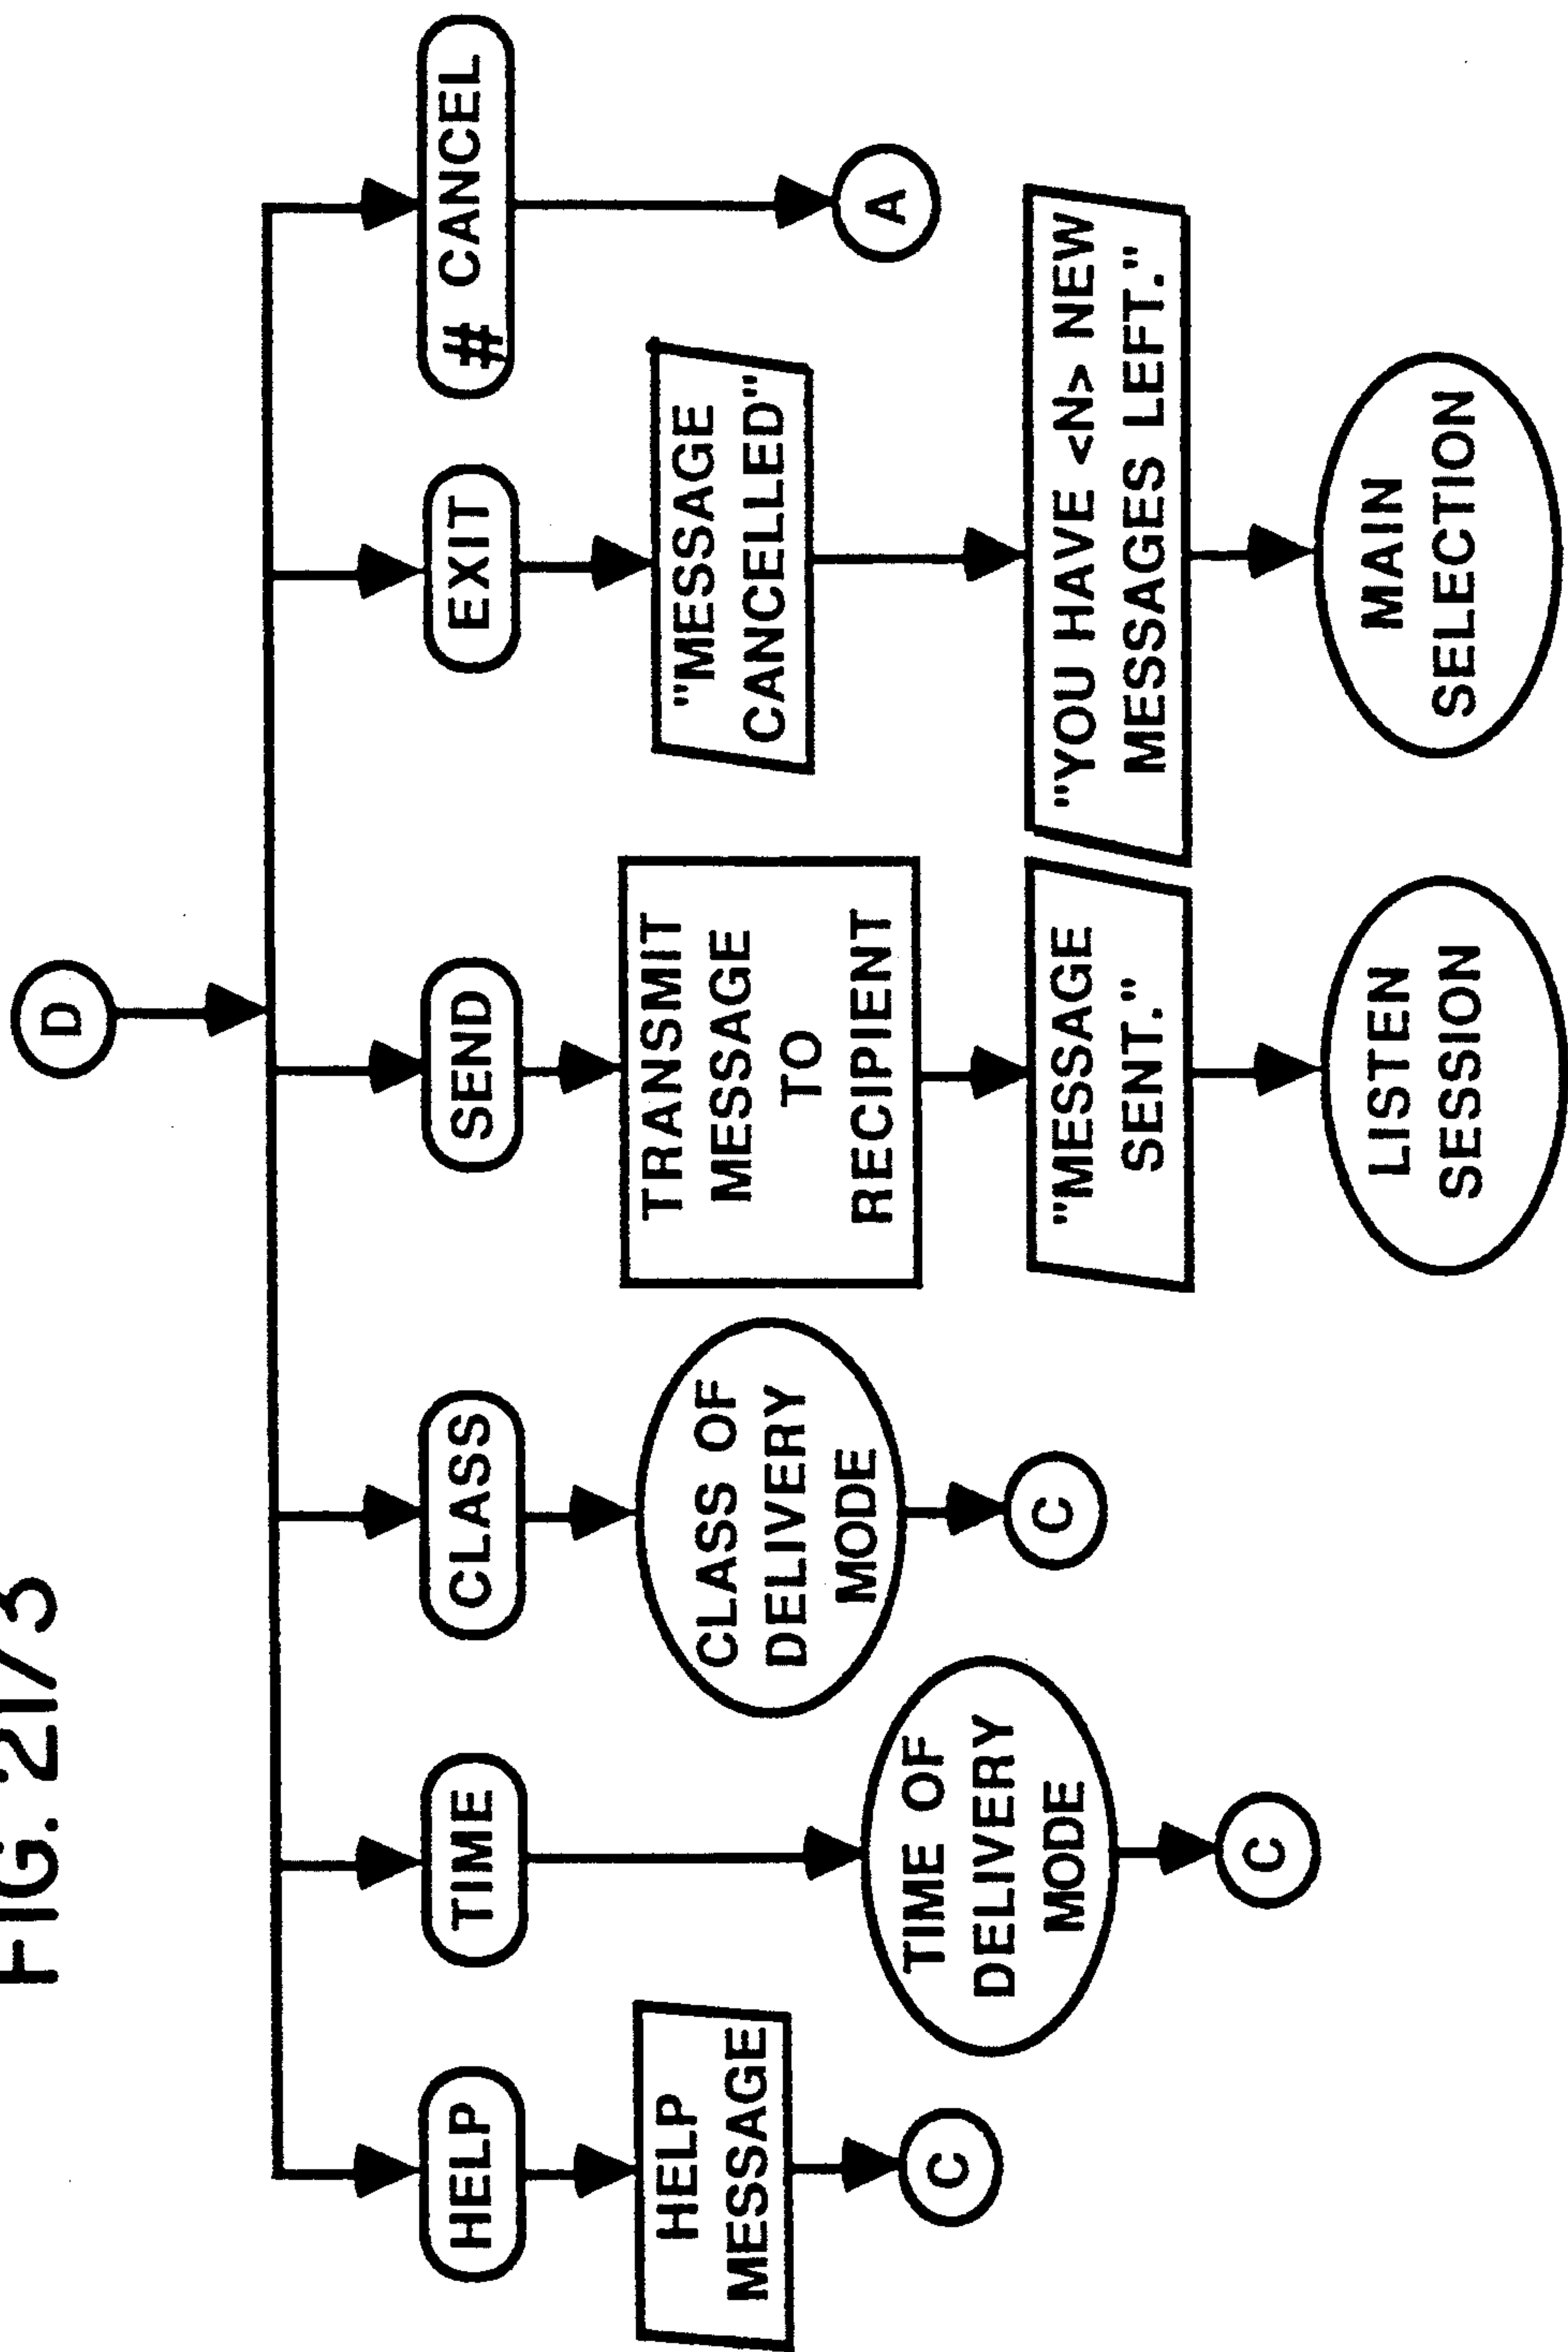 FIG. 21/3
D
HELP
TIME
CLASS
SEND
EXIT
# CANCEL
HELP
MESSAGE
C
TIME OF
DELIVERY
MODE
C
CLASS OF
DELIVERY
MODE
C
TRANSMIT
MESSAGE
TO
RECIPIENT
"MESSAGE
SENT."
LISTEN
SESSION
"MESSAGE
CANCELLED"
"YOU HAVE <N> NEW
MESSAGES LEFT."
MAIN
SELECTION
A